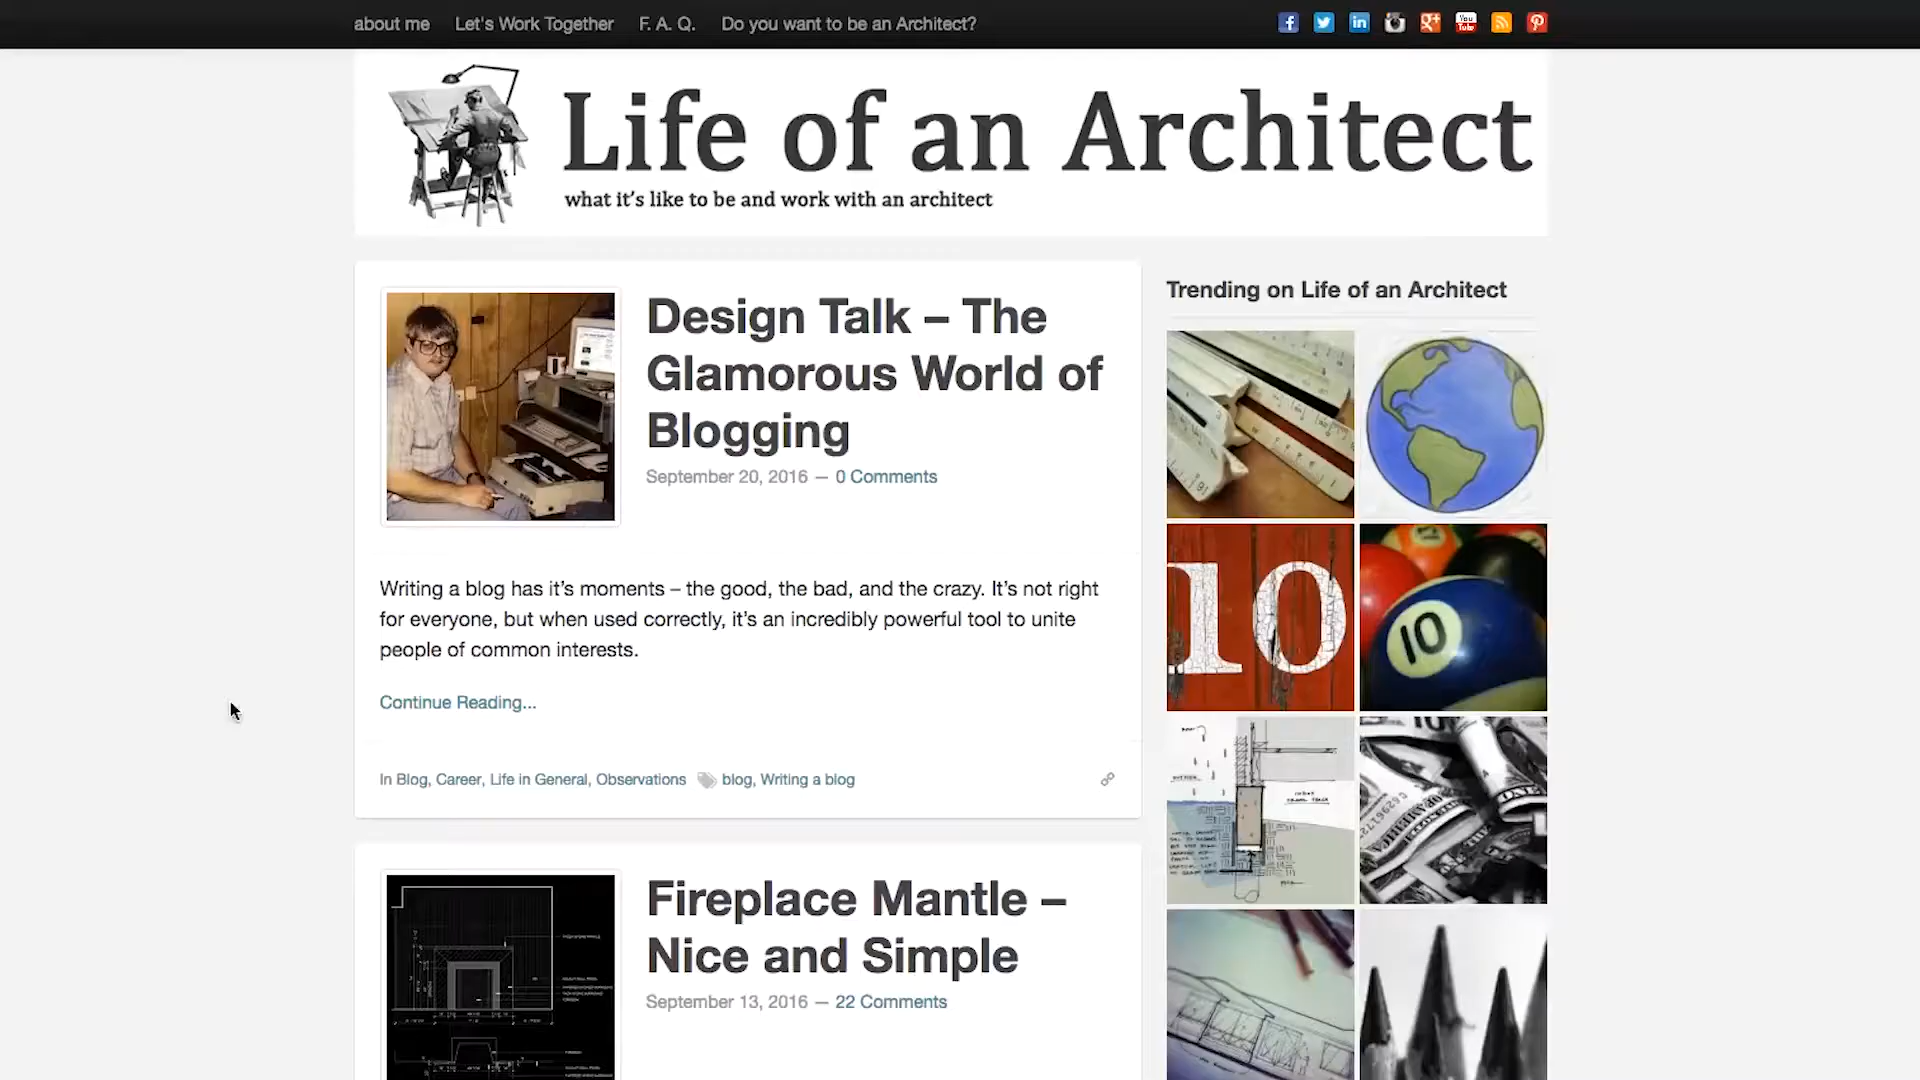 about me Let's Work Together F. A. Q. Do you want to be an Architect?
Life of an Architect
what it's like to be and work with an architect
Design Talk – The
Glamorous World of
Blogging
September 20, 2016 — 0 Comments
Writing a blog has it's moments – the good, the bad, and the crazy. It's not right
for everyone, but when used correctly, it's an incredibly powerful tool to unite
people of common interests.
Continue Reading...
In Blog, Career, Life in General, Observations blog, Writing a blog
Fireplace Mantle –
Nice and Simple
September 13, 2016 — 22 Comments
Trending on Life of an Architect
10
10